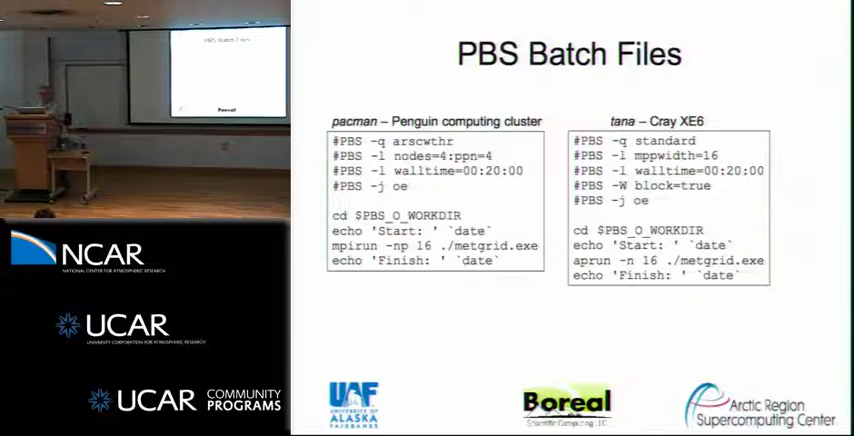 PBS Batch Files
Boreal
PBS Batch Files
pacman – Penguin computing cluster
#PBS -q arscwthr
#PBS -l nodes=4:ppn=4
#PBS -l walltime=00:20:00
#PBS -j oe
cd $PBS_O_WORKDIR
echo 'Start: ' `date`
mpirun -np 16 ./metgrid.exe
echo 'Finish: ' `date`
tana – Cray XE6
#PBS -q standard
#PBS -l mppwidth=16
#PBS -l walltime=00:20:00
#PBS -W block=true
#PBS -j oe
cd $PBS_O_WORKDIR
echo 'Start: ' `date`
aprun -n 16 ./metgrid.exe
echo 'Finish: ' `date`
NCAR
NATIONAL CENTER FOR ATMOSPHERIC RESEARCH
UCAR
UNIVERSITY CORPORATION FOR ATMOSPHERIC RESEARCH
UCAR COMMUNITY
PROGRAMS
UAF
UNIVERSITY OF
ALASKA
FAIRBANKS
Boreal
Scientific Computing LLC
Arctic Region
Supercomputing Center